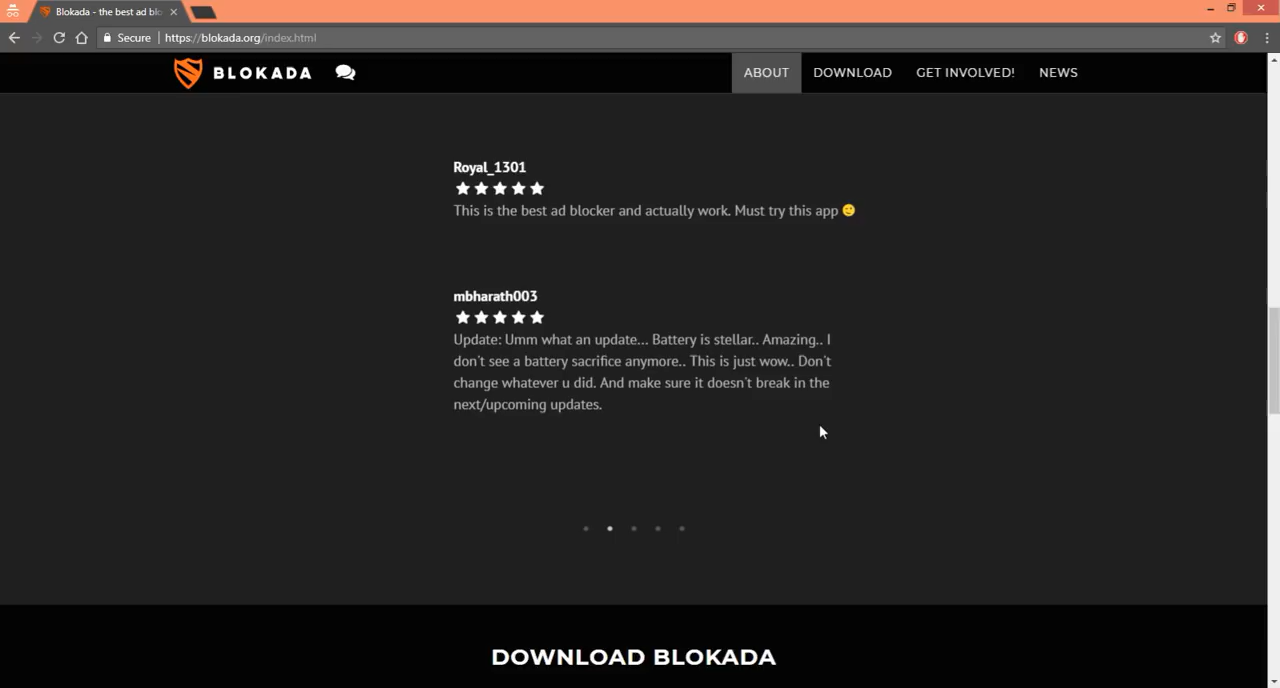 Blokada - the best ad blo
Secure
https://blokada.org/index.html
BLOKADA
ABOUT
DOWNLOAD
GET INVOLVED!
NEWS
Royal_1301
This is the best ad blocker and actually work. Must try this app 🙂
mbharath003
Update: Umm what an update... Battery is stellar.. Amazing.. I
don't see a battery sacrifice anymore.. This is just wow.. Don't
change whatever u did. And make sure it doesn't break in the
next/upcoming updates.
DOWNLOAD BLOKADA